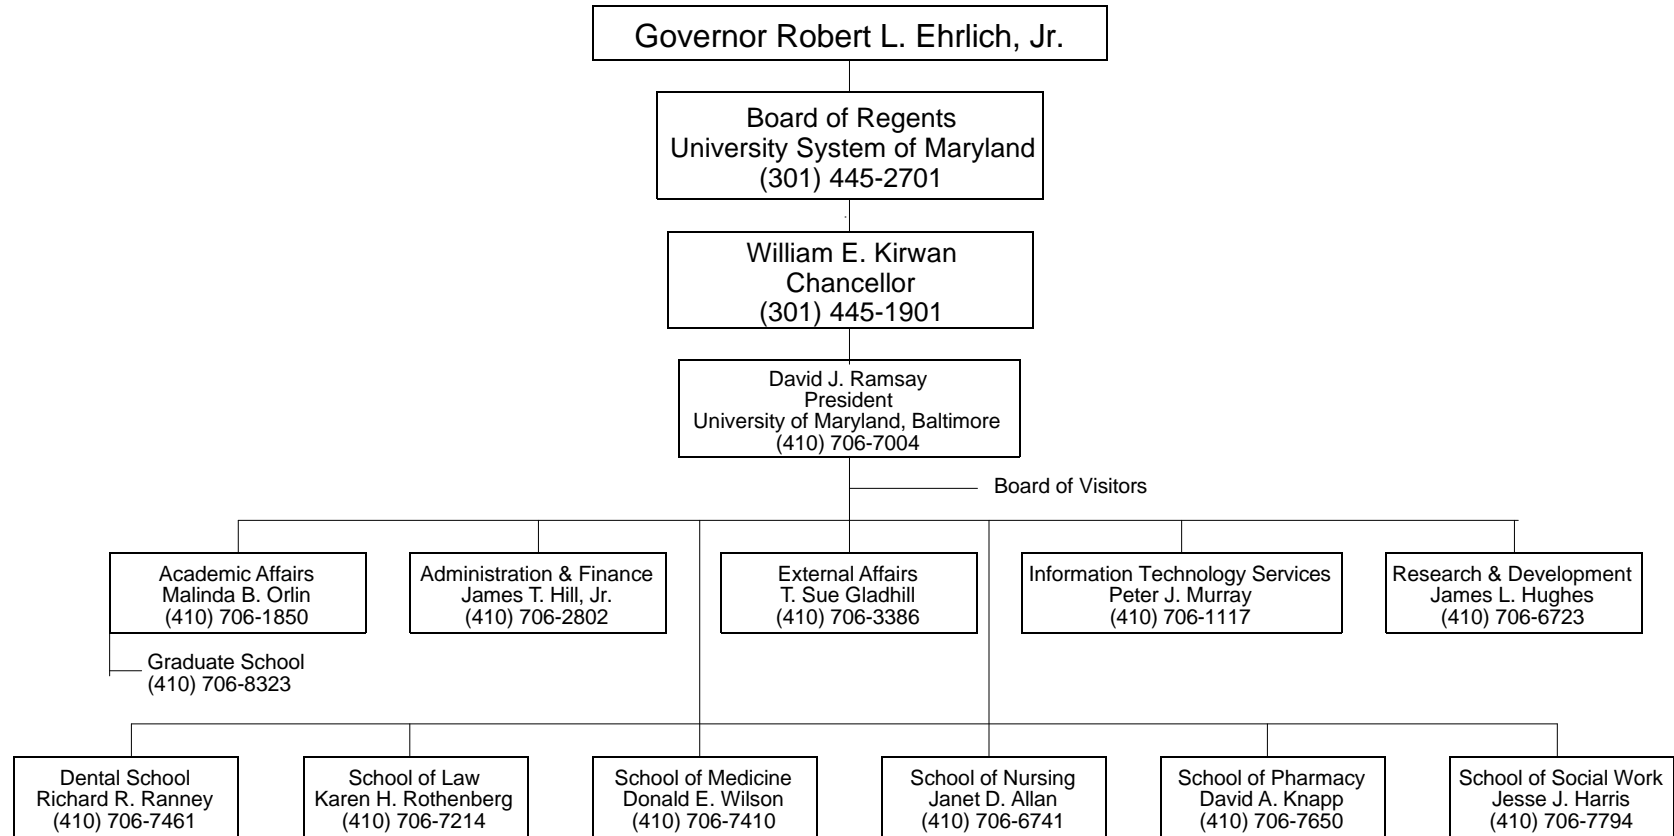 Governor Robert L. Ehrlich, Jr.
Board of Regents
University System of Maryland
(301) 445-2701
William E. Kirwan
Chancellor
(301) 445-1901
David J. Ramsay
President
University of Maryland, Baltimore
(410) 706-7004
Board of Visitors
Academic Affairs
Malinda B. Orlin
(410) 706-1850
Administration & Finance
James T. Hill, Jr.
(410) 706-2802
External Affairs
T. Sue Gladhill
(410) 706-3386
Information Technology Services
Peter J. Murray
(410) 706-1117
Research & Development
James L. Hughes
(410) 706-6723
Graduate School
(410) 706-8323
Dental School
Richard R. Ranney
(410) 706-7461
School of Law
Karen H. Rothenberg
(410) 706-7214
School of Medicine
Donald E. Wilson
(410) 706-7410
School of Nursing
Janet D. Allan
(410) 706-6741
School of Pharmacy
David A. Knapp
(410) 706-7650
School of Social Work
Jesse J. Harris
(410) 706-7794